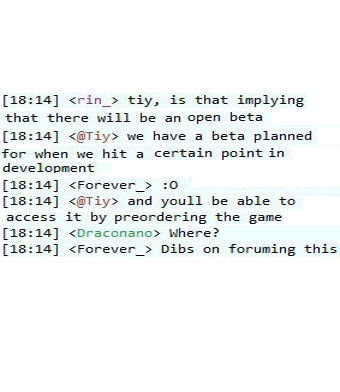 [18:14] <rin_> tiy, is that implying
that there will be an open beta
[18:14] <@Tiy> we have a beta planned
for when we hit a certain point in
development
[18:14] <Forever_> :O
[18:14] <@Tiy> and youll be able to
access it by preordering the game
[18:14] <Draconano> Where?
[18:14] <Forever_> Dibs on foruming this